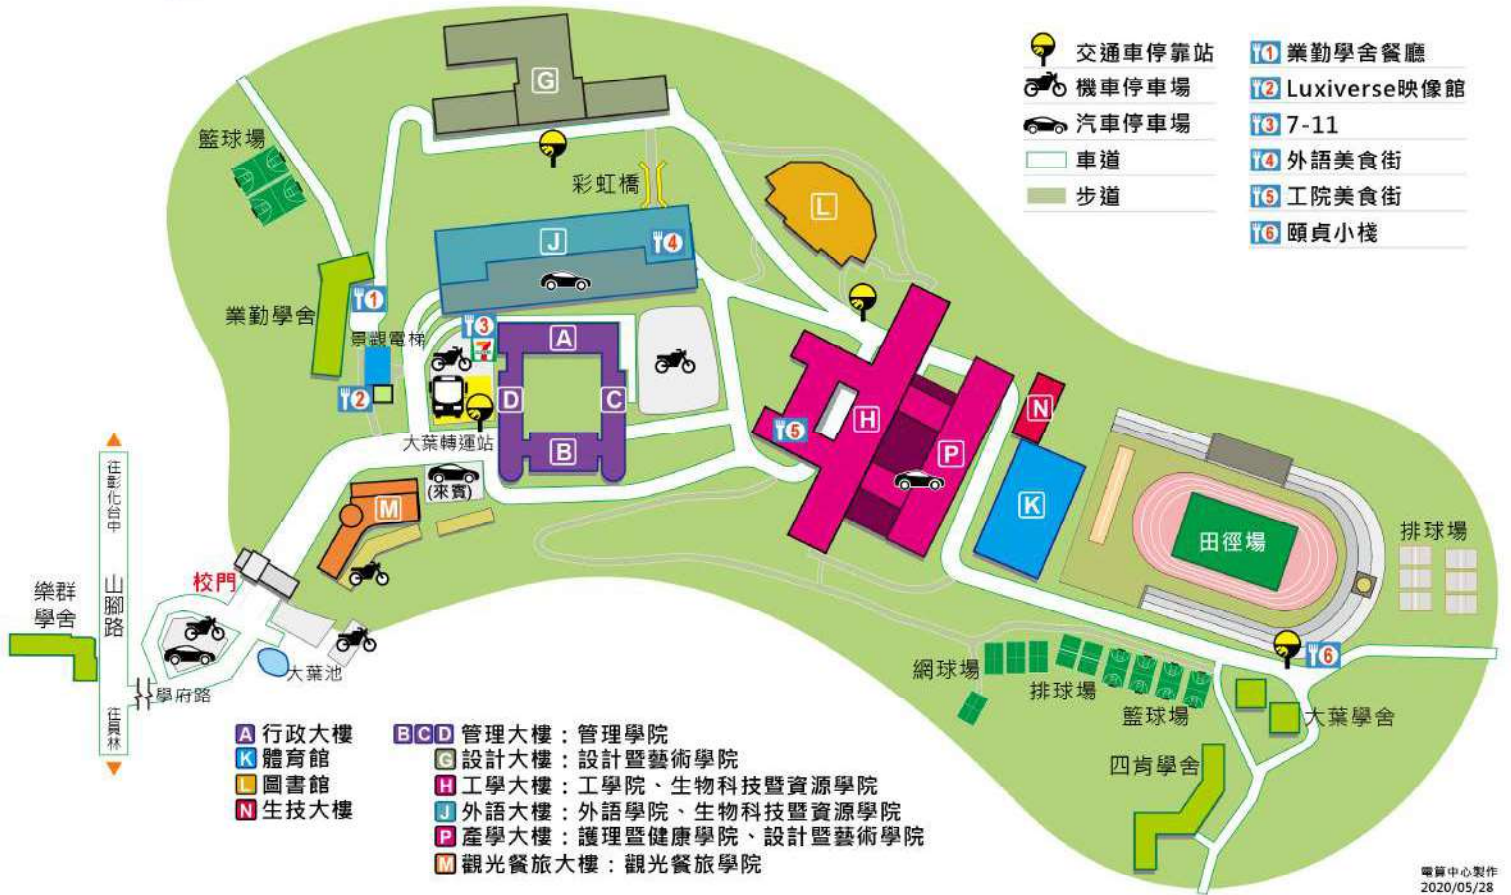 交通車停靠站
機車停車場
汽車停車場
車道
步道
1 業勤學舍餐廳
2 Luxiverse映像館
3 7-11
4 外語美食街
5 工院美食街
6 頤貞小棧
G
籃球場
彩虹橋
L
J
4
1
業勤學舍
景觀電梯
3
7
A
2
D
C
大葉轉運站
B
H
5
N
P
K
(來賓)
M
田徑場
排球場
往彰化台中
山腳路
往員林
校門
樂群
學舍
大葉池
學府路
6
網球場
排球場
籃球場
大葉學舍
四肯學舍
A 行政大樓
K 體育館
L 圖書館
N 生技大樓
BCD 管理大樓：管理學院
G 設計大樓：設計暨藝術學院
H 工學大樓：工學院、生物科技暨資源學院
J 外語大樓：外語學院、生物科技暨資源學院
P 產學大樓：護理暨健康學院、設計暨藝術學院
M 觀光餐旅大樓：觀光餐旅學院
電算中心製作
2020/05/28